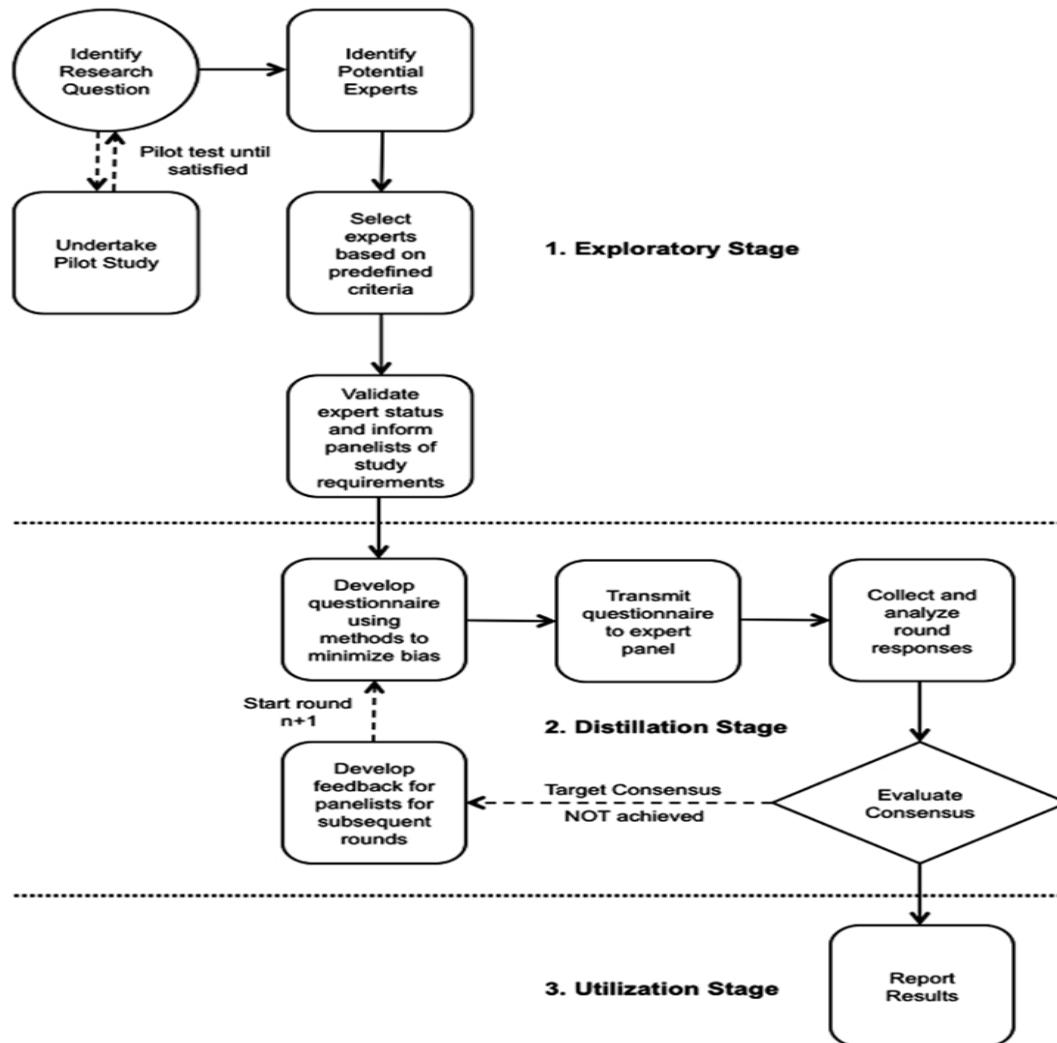 Identify
Research
Question
Identify
Potential
Experts
Pilot test until
satisfied
Undertake
Pilot Study
Select
experts
based on
predefined
criteria
1. Exploratory Stage
Validate
expert status
and inform
panelists of
study
requirements
Develop
questionnaire
using
methods to
minimize bias
Transmit
questionnaire
to expert
panel
Collect and
analyze
round
responses
Start round
n+1
2. Distillation Stage
Develop
feedback for
panelists for
subsequent
rounds
Target Consensus
NOT achieved
Evaluate
Consensus
3. Utilization Stage
Report
Results